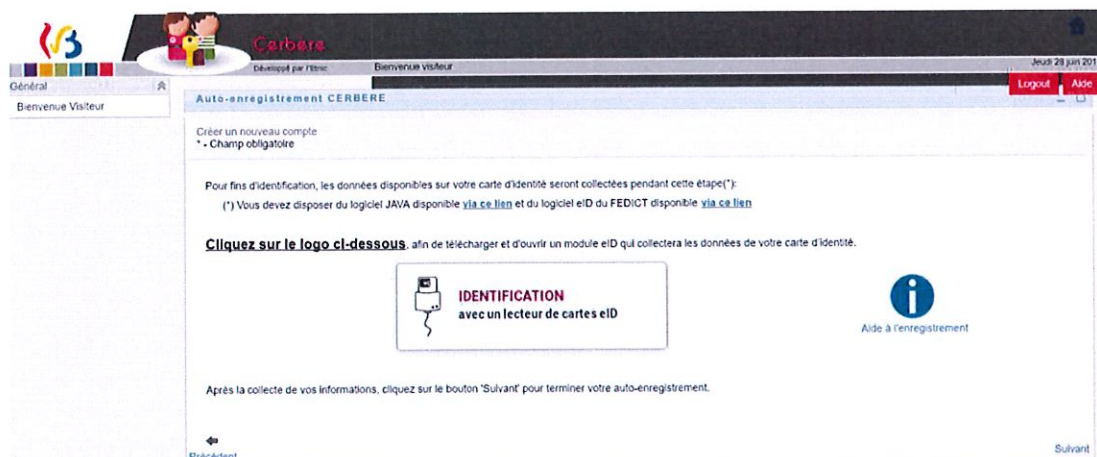 Cerbère
Développé par l'Etnic
Bienvenue visiteur
Jeudi 28 juin 201
Logout Aide
Général
Bienvenue Visiteur
Auto-enregistrement CERBERE
Créer un nouveau compte
* - Champ obligatoire
Pour fins d'identification, les données disponibles sur votre carte d'identité seront collectées pendant cette étape(*):
(*) Vous devez disposer du logiciel JAVA disponible via ce lien et du logiciel eID du FEDICT disponible via ce lien
Cliquez sur le logo ci-dessous, afin de télécharger et d'ouvrir un module eID qui collectera les données de votre carte d'identité.
IDENTIFICATION
avec un lecteur de cartes eID
Aide à l'enregistrement
Après la collecte de vos informations, cliquez sur le bouton 'Suivant' pour terminer votre auto-enregistrement.
Précédent
Suivant